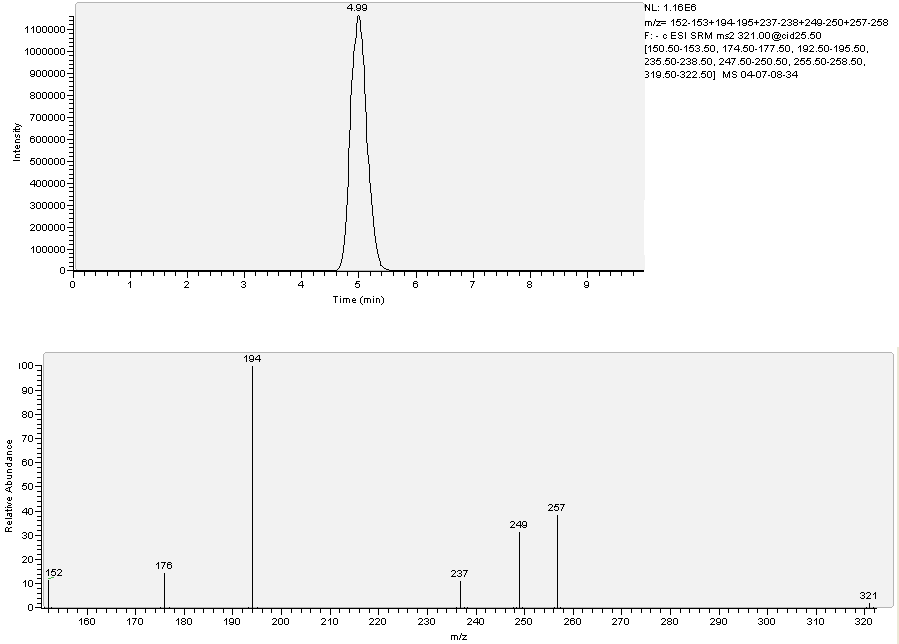 4.99
NL: 1.16E6
m/z= 152-153+194-195+237-238+249-250+257-258
F: - c ESI SRM ms2 321.00@cid25.50
[150.50-153.50, 174.50-177.50, 192.50-195.50,
235.50-238.50, 247.50-250.50, 255.50-258.50,
319.50-322.50] MS 04-07-08-34
1100000
1000000
900000
800000
700000
600000
500000
400000
300000
200000
100000
0
Intensity
0 1 2 3 4 5 6 7 8 9
Time (min)
194
257
249
152
176
237
321
100
90
80
70
60
50
40
30
20
10
0
Relative Abundance
160 170 180 190 200 210 220 230 240 250 260 270 280 290 300 310 320
m/z